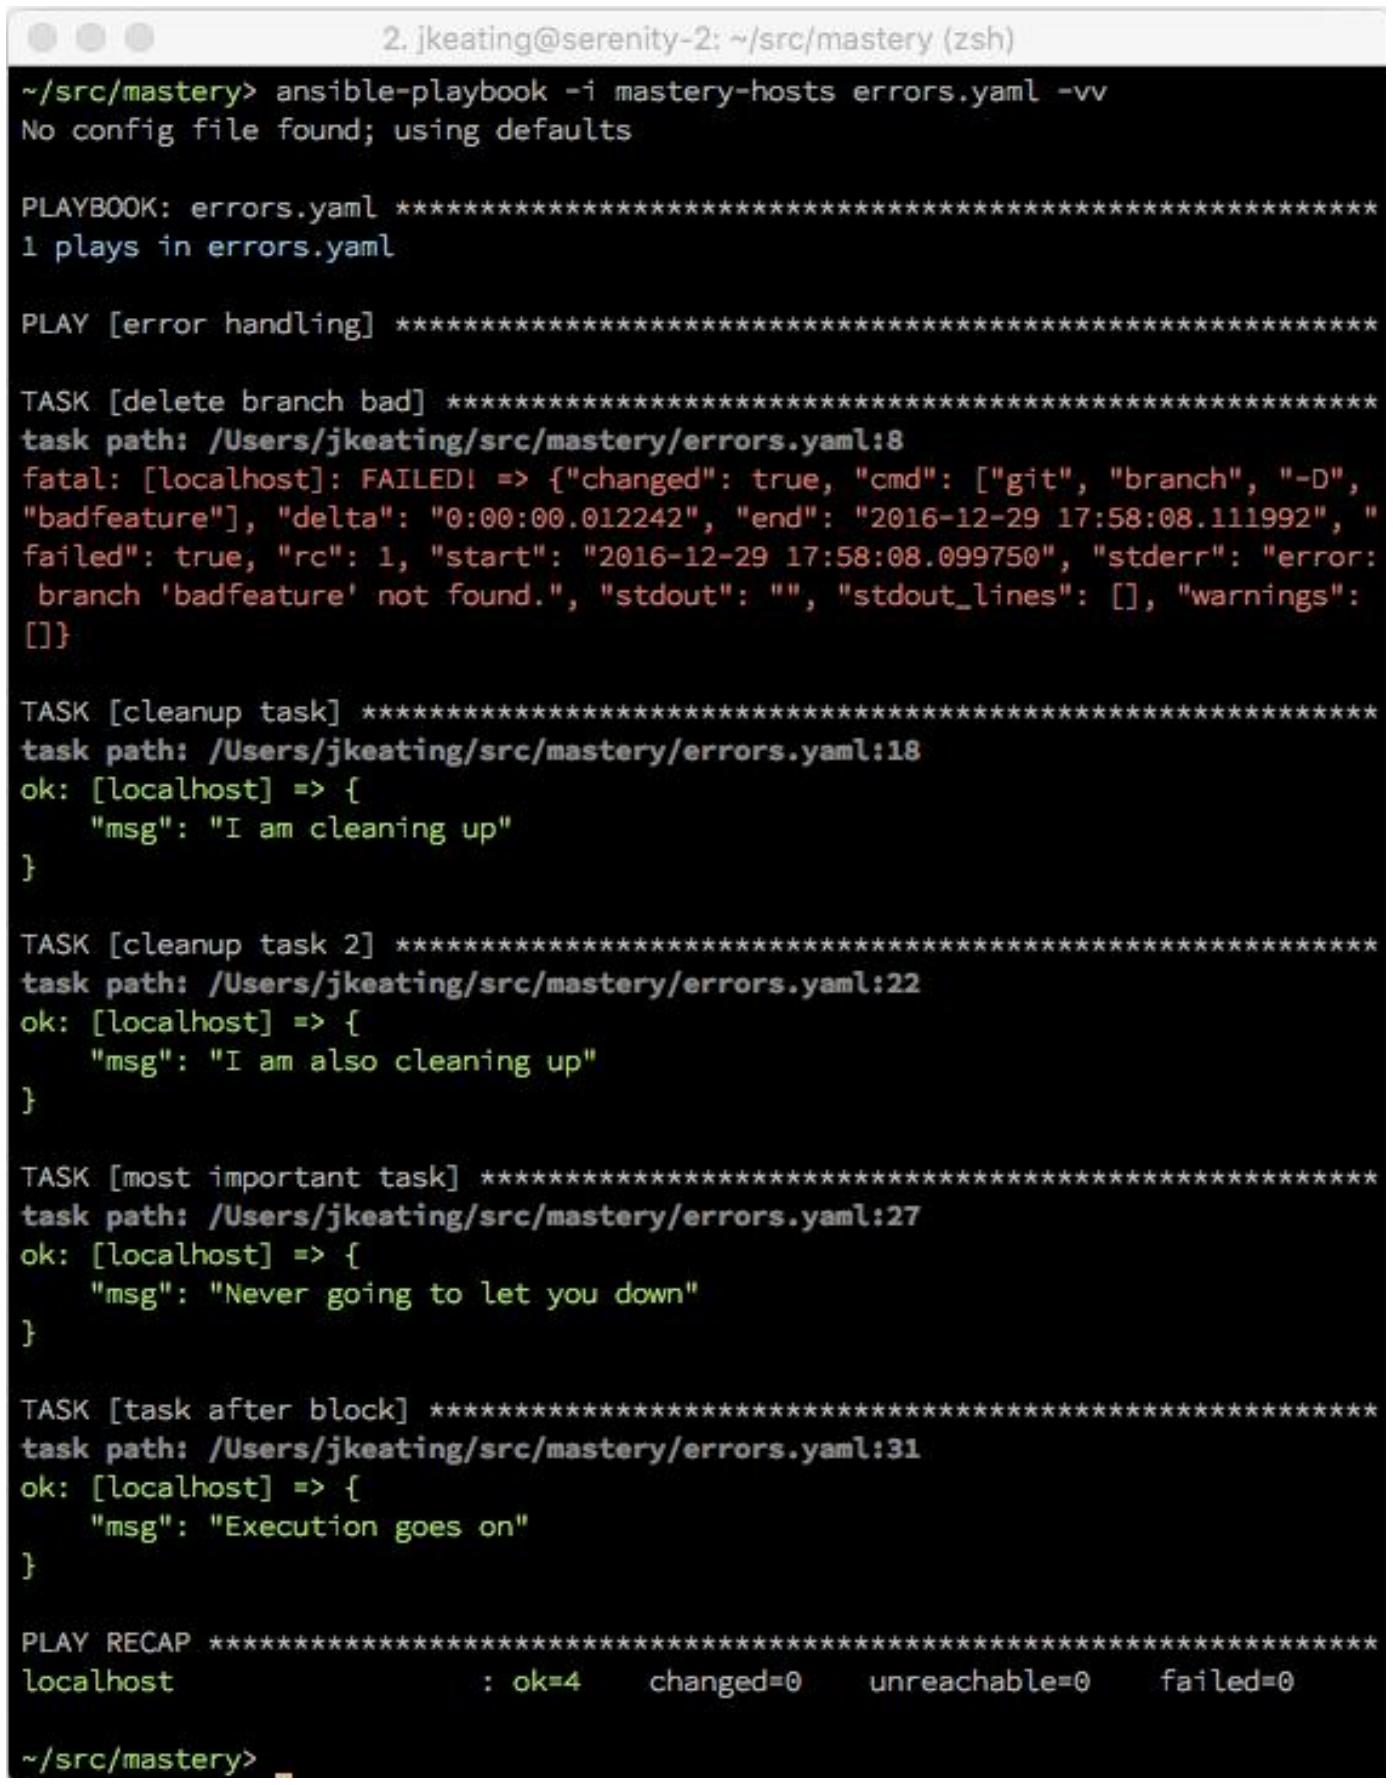 2. jkeating@serenity-2: ~/src/mastery (zsh)
~/src/mastery> ansible-playbook -i mastery-hosts errors.yaml -vv
No config file found; using defaults
PLAYBOOK: errors.yaml **********************************************************
1 plays in errors.yaml
PLAY [error handling] **********************************************************
TASK [delete branch bad] *******************************************************
task path: /Users/jkeating/src/mastery/errors.yaml:8
fatal: [localhost]: FAILED! => {"changed": true, "cmd": ["git", "branch", "-D",
"badfeature"], "delta": "0:00:00.012242", "end": "2016-12-29 17:58:08.111992", "
failed": true, "rc": 1, "start": "2016-12-29 17:58:08.099750", "stderr": "error:
 branch 'badfeature' not found.", "stdout": "", "stdout_lines": [], "warnings":
[]}
TASK [cleanup task] ************************************************************
task path: /Users/jkeating/src/mastery/errors.yaml:18
ok: [localhost] => {
    "msg": "I am cleaning up"
}
TASK [cleanup task 2] **********************************************************
task path: /Users/jkeating/src/mastery/errors.yaml:22
ok: [localhost] => {
    "msg": "I am also cleaning up"
}
TASK [most important task] *****************************************************
task path: /Users/jkeating/src/mastery/errors.yaml:27
ok: [localhost] => {
    "msg": "Never going to let you down"
}
TASK [task after block] ********************************************************
task path: /Users/jkeating/src/mastery/errors.yaml:31
ok: [localhost] => {
    "msg": "Execution goes on"
}
PLAY RECAP *********************************************************************
localhost                  : ok=4    changed=0    unreachable=0    failed=0
~/src/mastery>